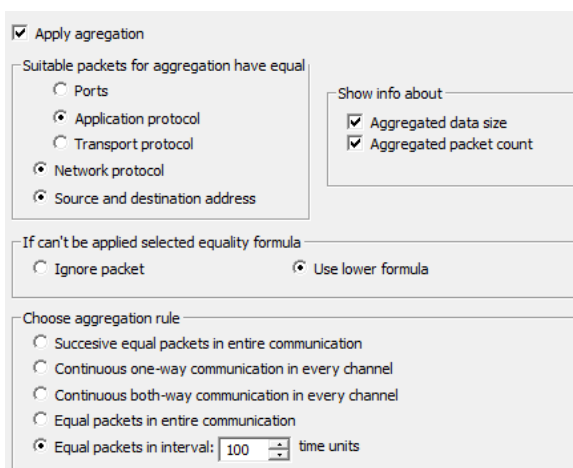 Apply agregation
Suitable packets for aggregation have equal
Ports
Application protocol
Transport protocol
Network protocol
Source and destination address
Show info about
Aggregated data size
Aggregated packet count
If can't be applied selected equality formula
Ignore packet
Use lower formula
Choose aggregation rule
Succesive equal packets in entire communication
Continuous one-way communication in every channel
Continuous both-way communication in every channel
Equal packets in entire communication
Equal packets in interval: 100 time units